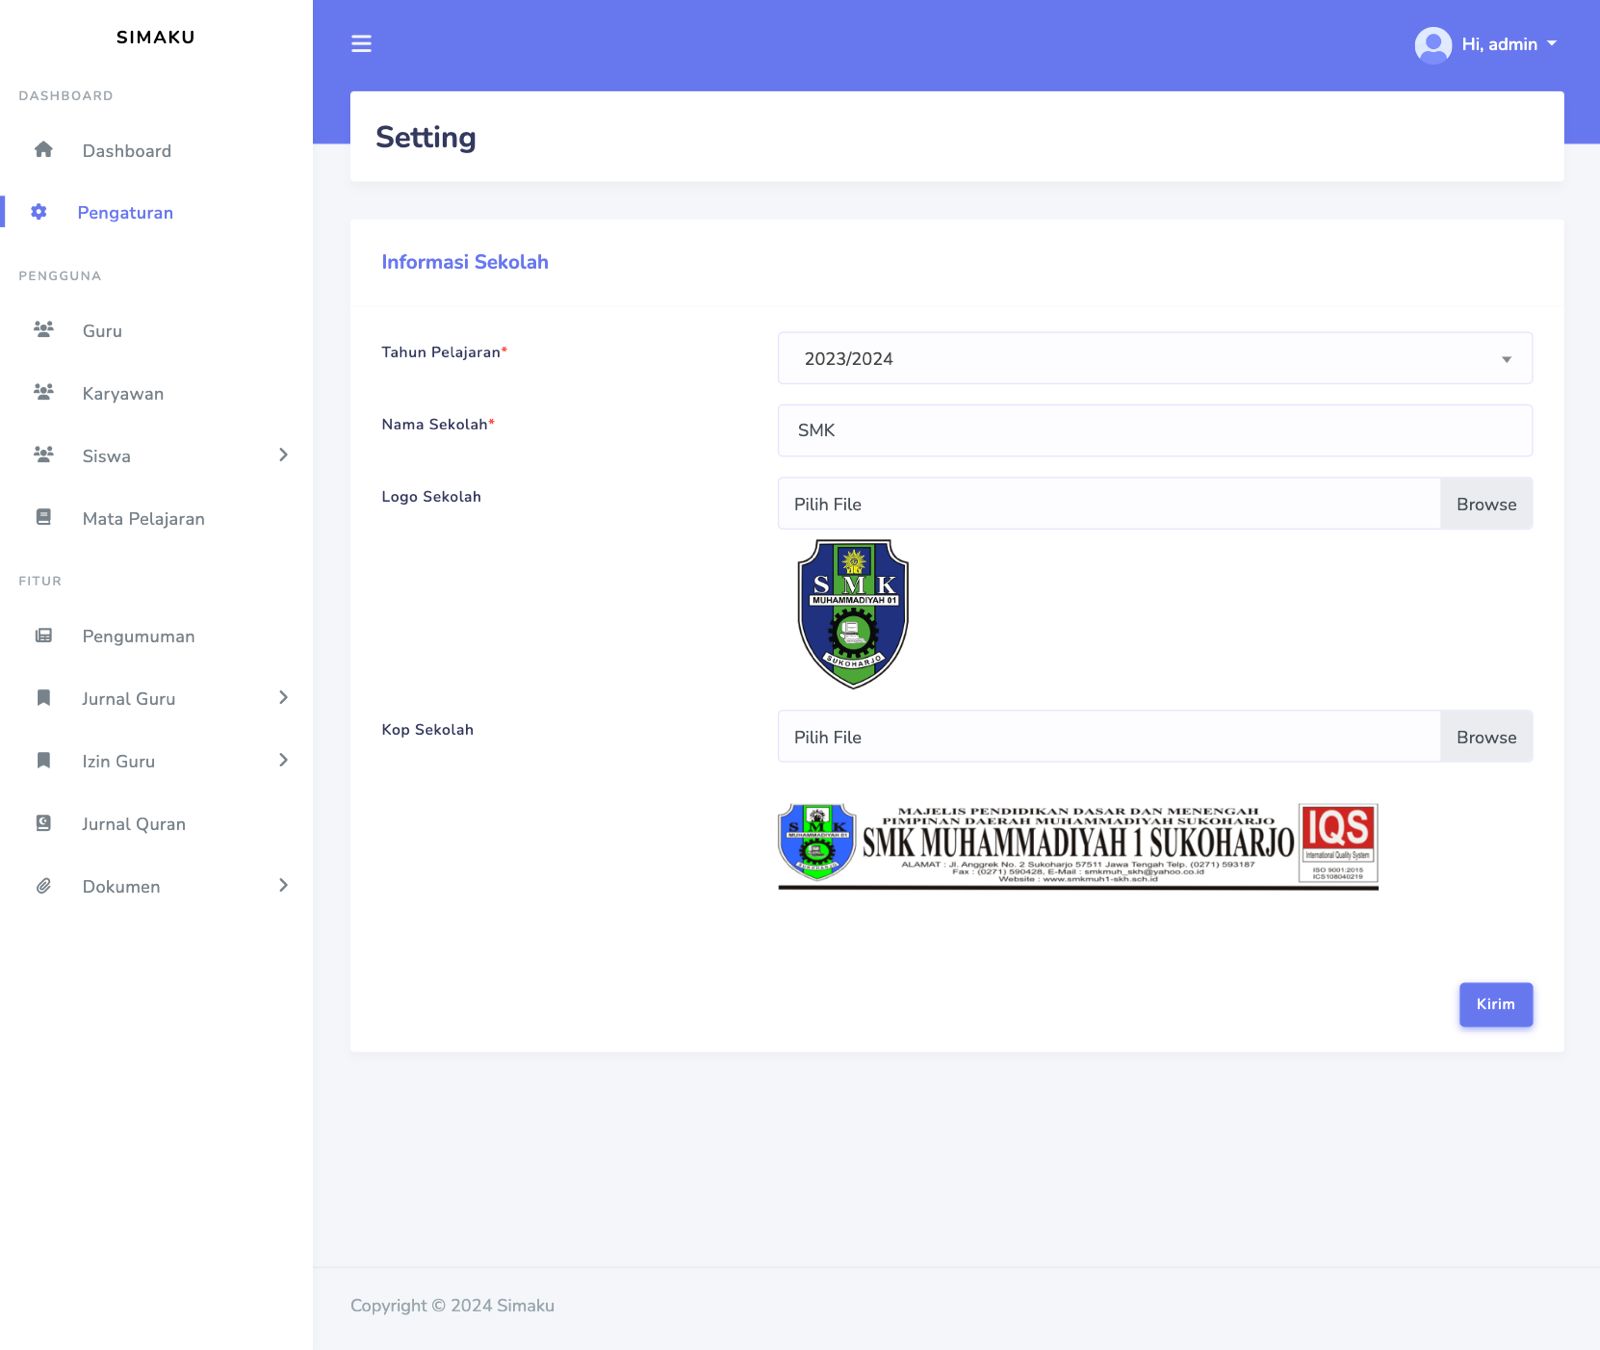 SIMAKU
DASHBOARD
Dashboard
Pengaturan
PENGGUNA
Guru
Karyawan
Siswa
Mata Pelajaran
FITUR
Pengumuman
Jurnal Guru
Izin Guru
Jurnal Quran
Dokumen
Hi, admin
Setting
Informasi Sekolah
Tahun Pelajaran*
2023/2024
Nama Sekolah*
SMK
Logo Sekolah
Pilih File
Browse
S M K
MUHAMMADIYAH 01
SUKOHARJO
Kop Sekolah
Pilih File
Browse
S M K
MUHAMMADIYAH 01
SUKOHARJO
MAJELIS PENDIDIKAN DASAR DAN MENENGAH
PIMPINAN DAERAH MUHAMMADIYAH SUKOHARJO
SMK MUHAMMADIYAH 1 SUKOHARJO
ALAMAT : Jl. Anggrek No. 2 Sukoharjo 57511 Jawa Tengah Telp. (0271) 593187
Fax : (0271) 590428, E-Mail : smkmuh_skh@yahoo.co.id
Website : www.smkmuh1-skh.sch.id
IQS
International Quality System
ISO 9001:2015
ICS108040219
Kirim
Copyright © 2024 Simaku